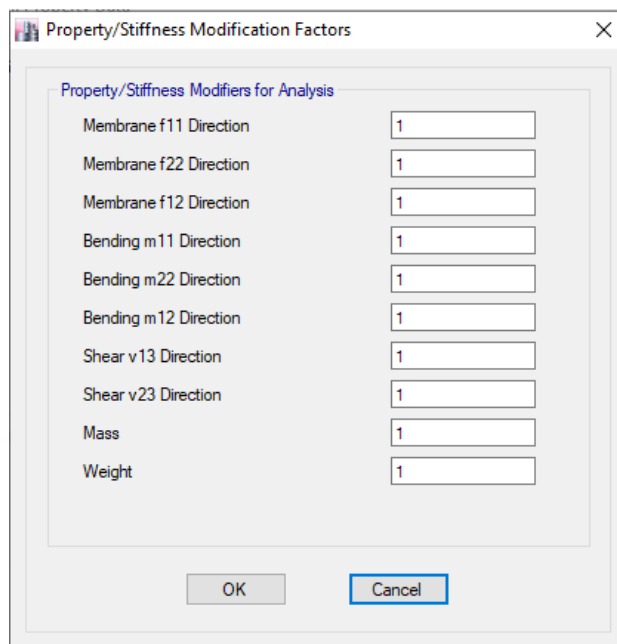 Property/Stiffness Modification Factors
Property/Stiffness Modifiers for Analysis
Membrane f11 Direction 1
Membrane f22 Direction 1
Membrane f12 Direction 1
Bending m11 Direction 1
Bending m22 Direction 1
Bending m12 Direction 1
Shear v13 Direction 1
Shear v23 Direction 1
Mass 1
Weight 1
OK Cancel